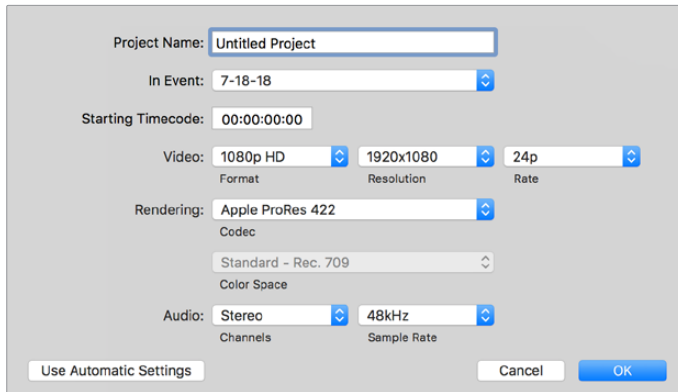 Project Name: Untitled Project
In Event: 7-18-18
Starting Timecode: 00:00:00:00
Video: 1080p HD 1920x1080 24p
Format Resolution Rate
Rendering: Apple ProRes 422
Codec
Standard - Rec. 709
Color Space
Audio: Stereo 48kHz
Channels Sample Rate
Use Automatic Settings Cancel OK